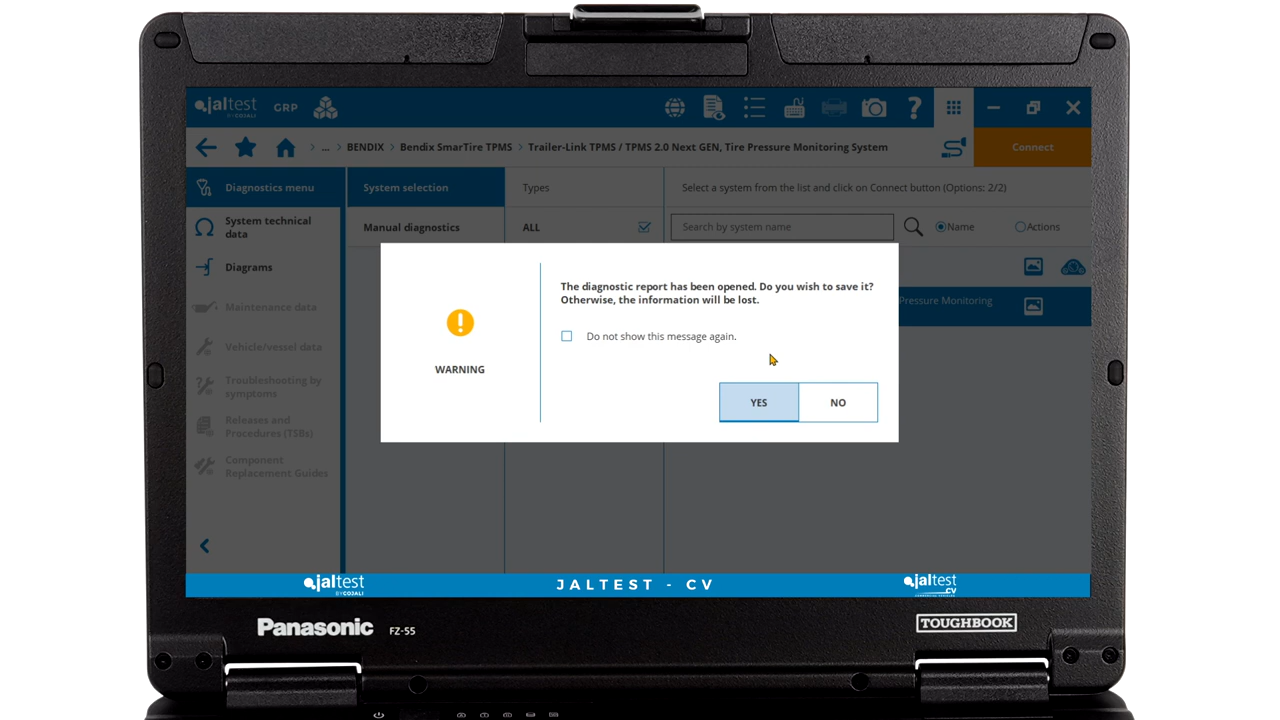 jaltest
BY COJALI
GRP
... > BENDIX > Bendix SmarTire TPMS > Trailer-Link TPMS / TPMS 2.0 Next GEN, Tire Pressure Monitoring System
Connect
Diagnostics menu
System selection
Types
Select a system from the list and click on Connect button (Options: 2/2)
System technical
data
Manual diagnostics
ALL
Search by system name
Name
Actions
Diagrams
Maintenance data
Vehicle/vessel data
Troubleshooting by
symptoms
Releases and
Procedures (TSBs)
Component
Replacement Guides
Pressure Monitoring
WARNING
The diagnostic report has been opened. Do you wish to save it?
Otherwise, the information will be lost.
Do not show this message again.
YES
NO
jaltest
BY COJALI
JALTEST - CV
jaltest
CV
Panasonic
FZ-55
TOUGHBOOK